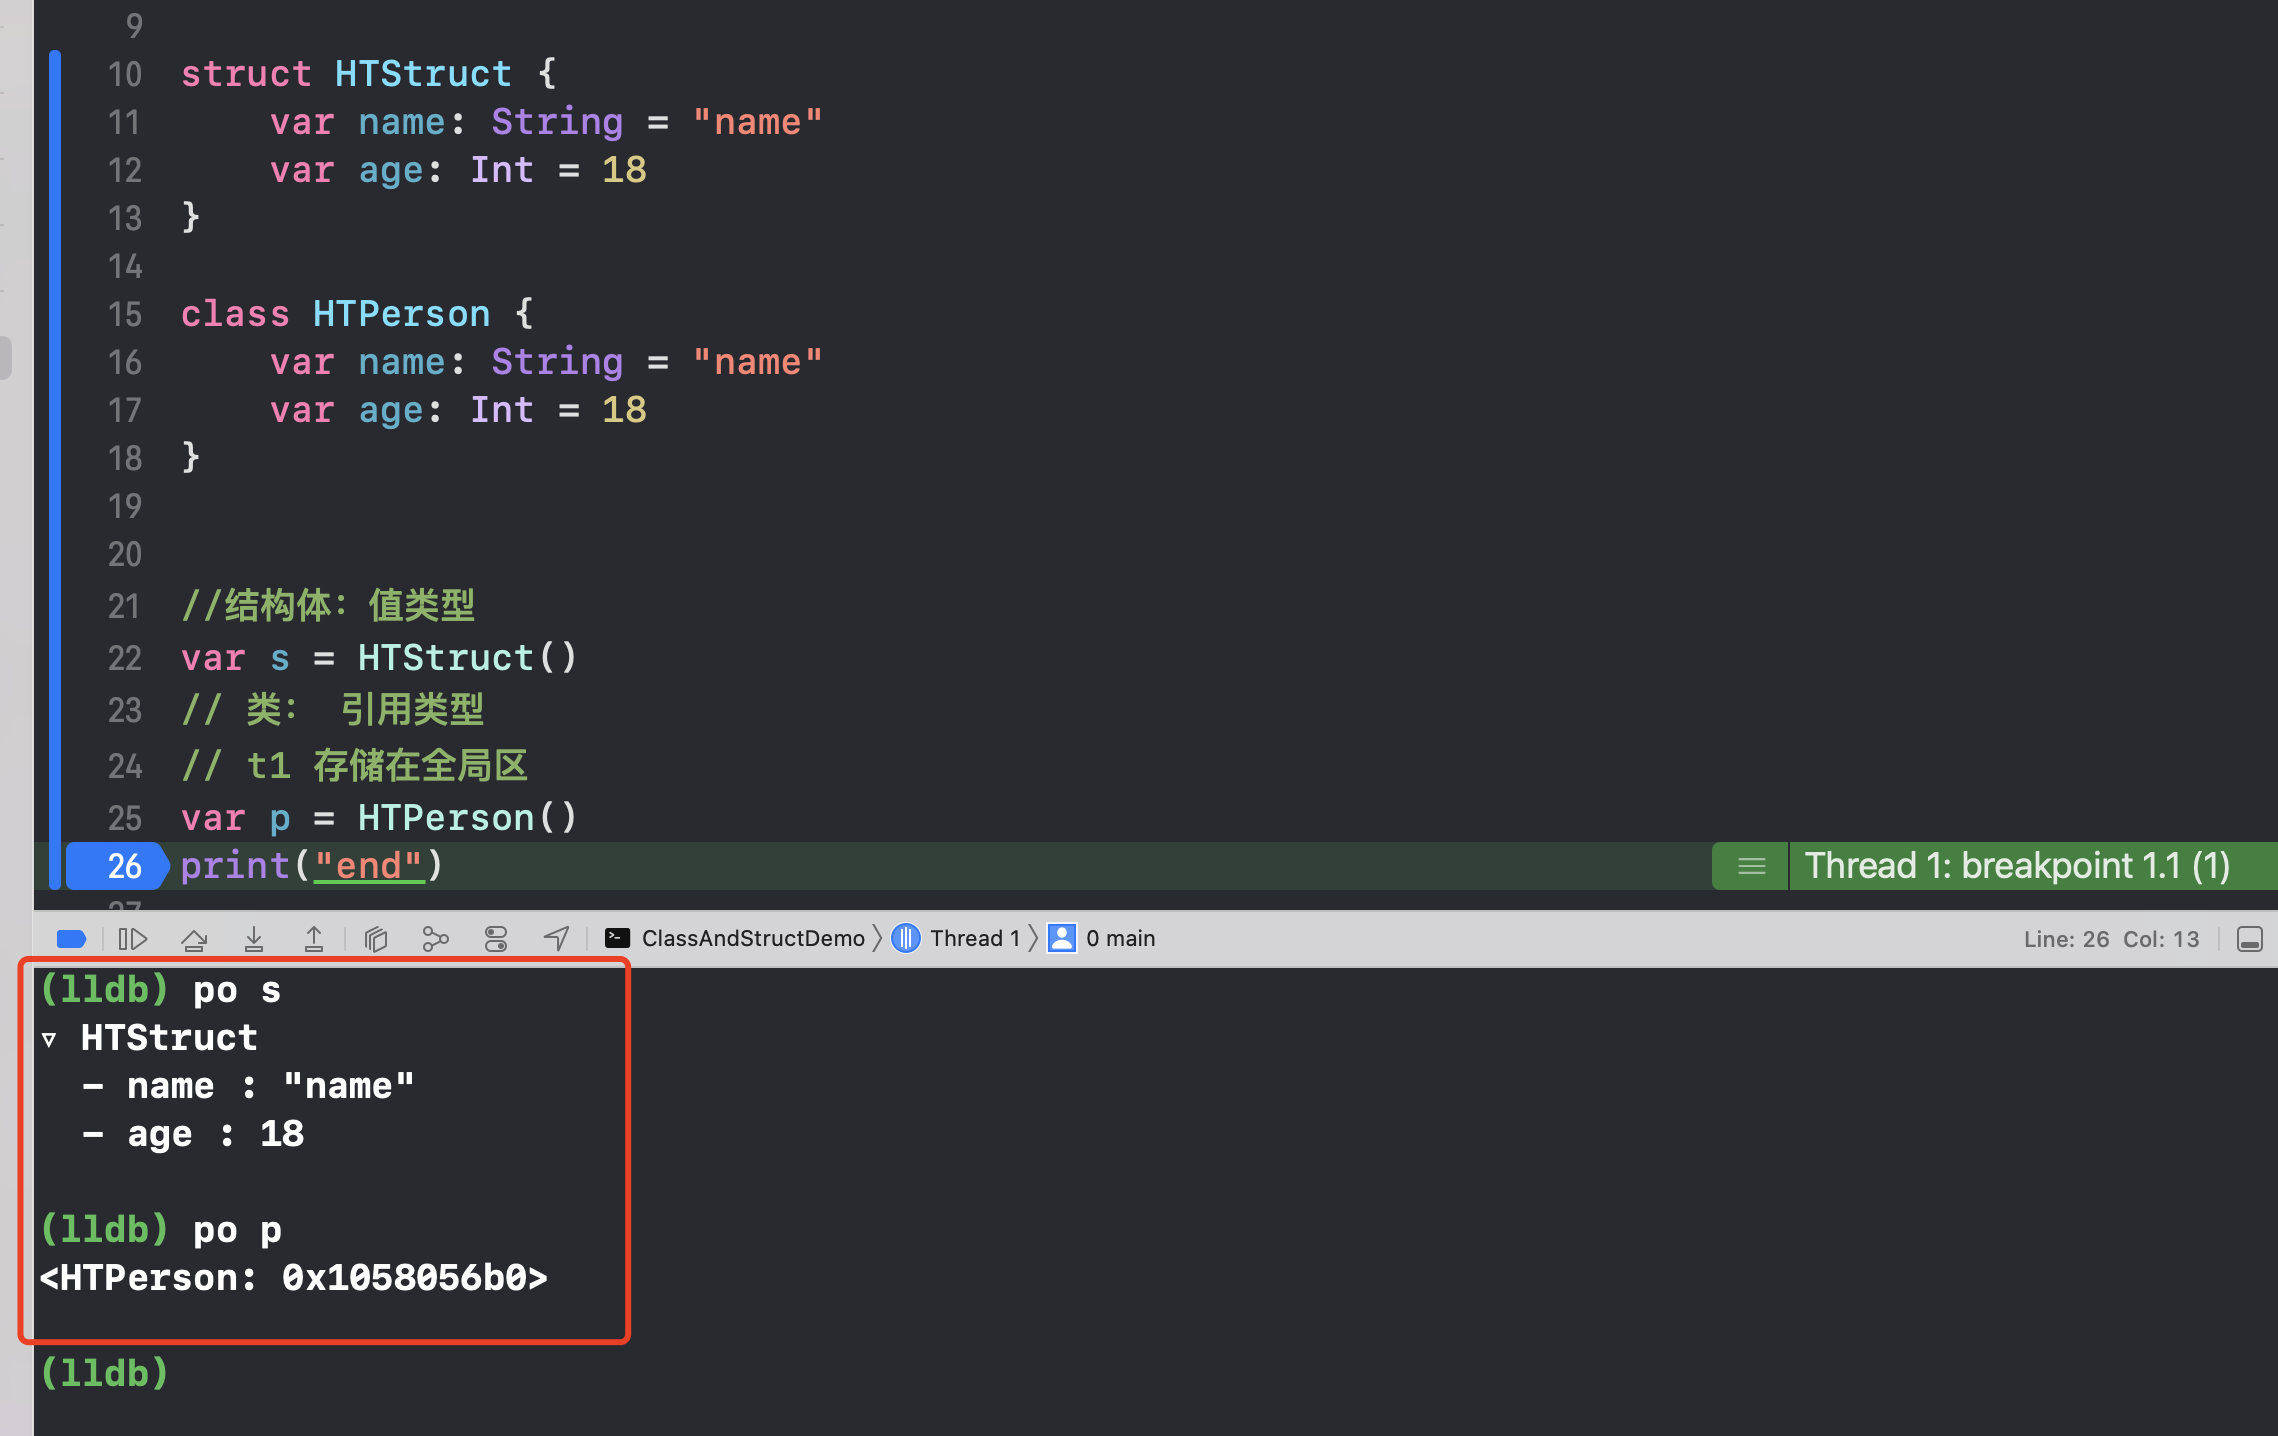 9
10 struct HTStruct {
11     var name: String = "name"
12     var age: Int = 18
13 }
14
15 class HTPerson {
16     var name: String = "name"
17     var age: Int = 18
18 }
19
20
21 //结构体：值类型
22 var s = HTStruct()
23 // 类： 引用类型
24 // t1 存储在全局区
25 var p = HTPerson()
26 print("end") Thread 1: breakpoint 1.1 (1)
27
ClassAndStructDemo Thread 1 0 main Line: 26 Col: 13
(lldb) po s
▿ HTStruct
  - name : "name"
  - age : 18
(lldb) po p
<HTPerson: 0x1058056b0>
(lldb)